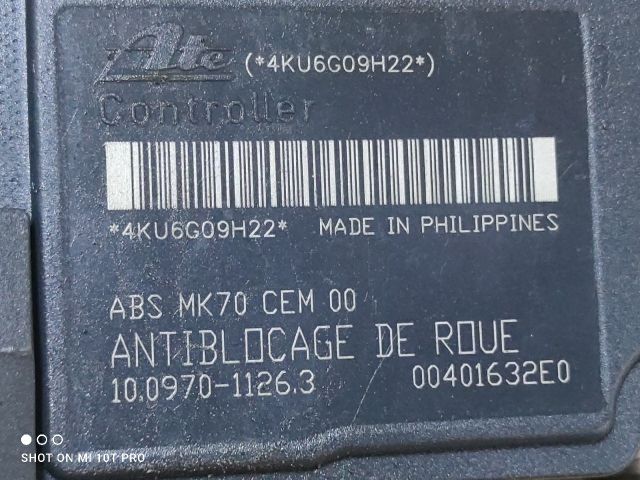 Ate (*4KU6G09H22*)
Controller
*4KU6G09H22* MADE IN PHILIPPINES
ABS MK70 CEM 00
ANTIBLOCAGE DE ROUE
10.0970-1126.3 00401632E0
SHOT ON MI 10T PRO